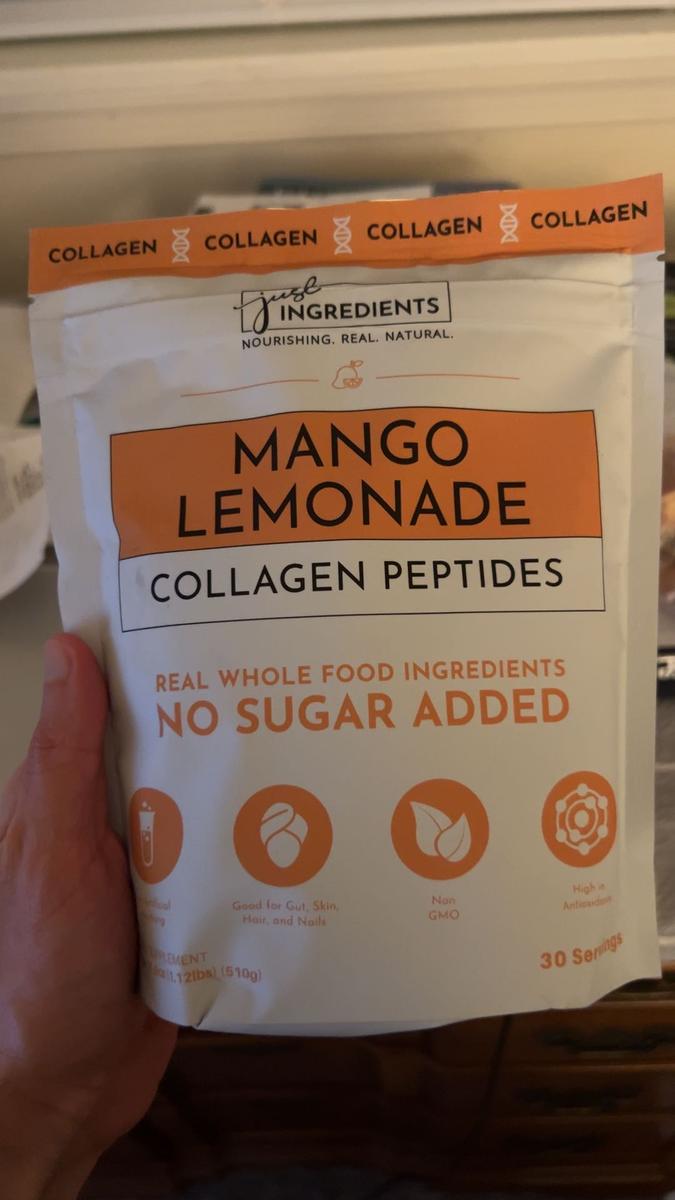 COLLAGEN COLLAGEN COLLAGEN COLLAGEN
just
INGREDIENTS
NOURISHING. REAL. NATURAL.
MANGO
LEMONADE
COLLAGEN PEPTIDES
REAL WHOLE FOOD INGREDIENTS
NO SUGAR ADDED
Good for Gut, Skin,
Hair, and Nails
Non
GMO
High in
Antioxidants
(1.12lbs) (510g)
30 Servings